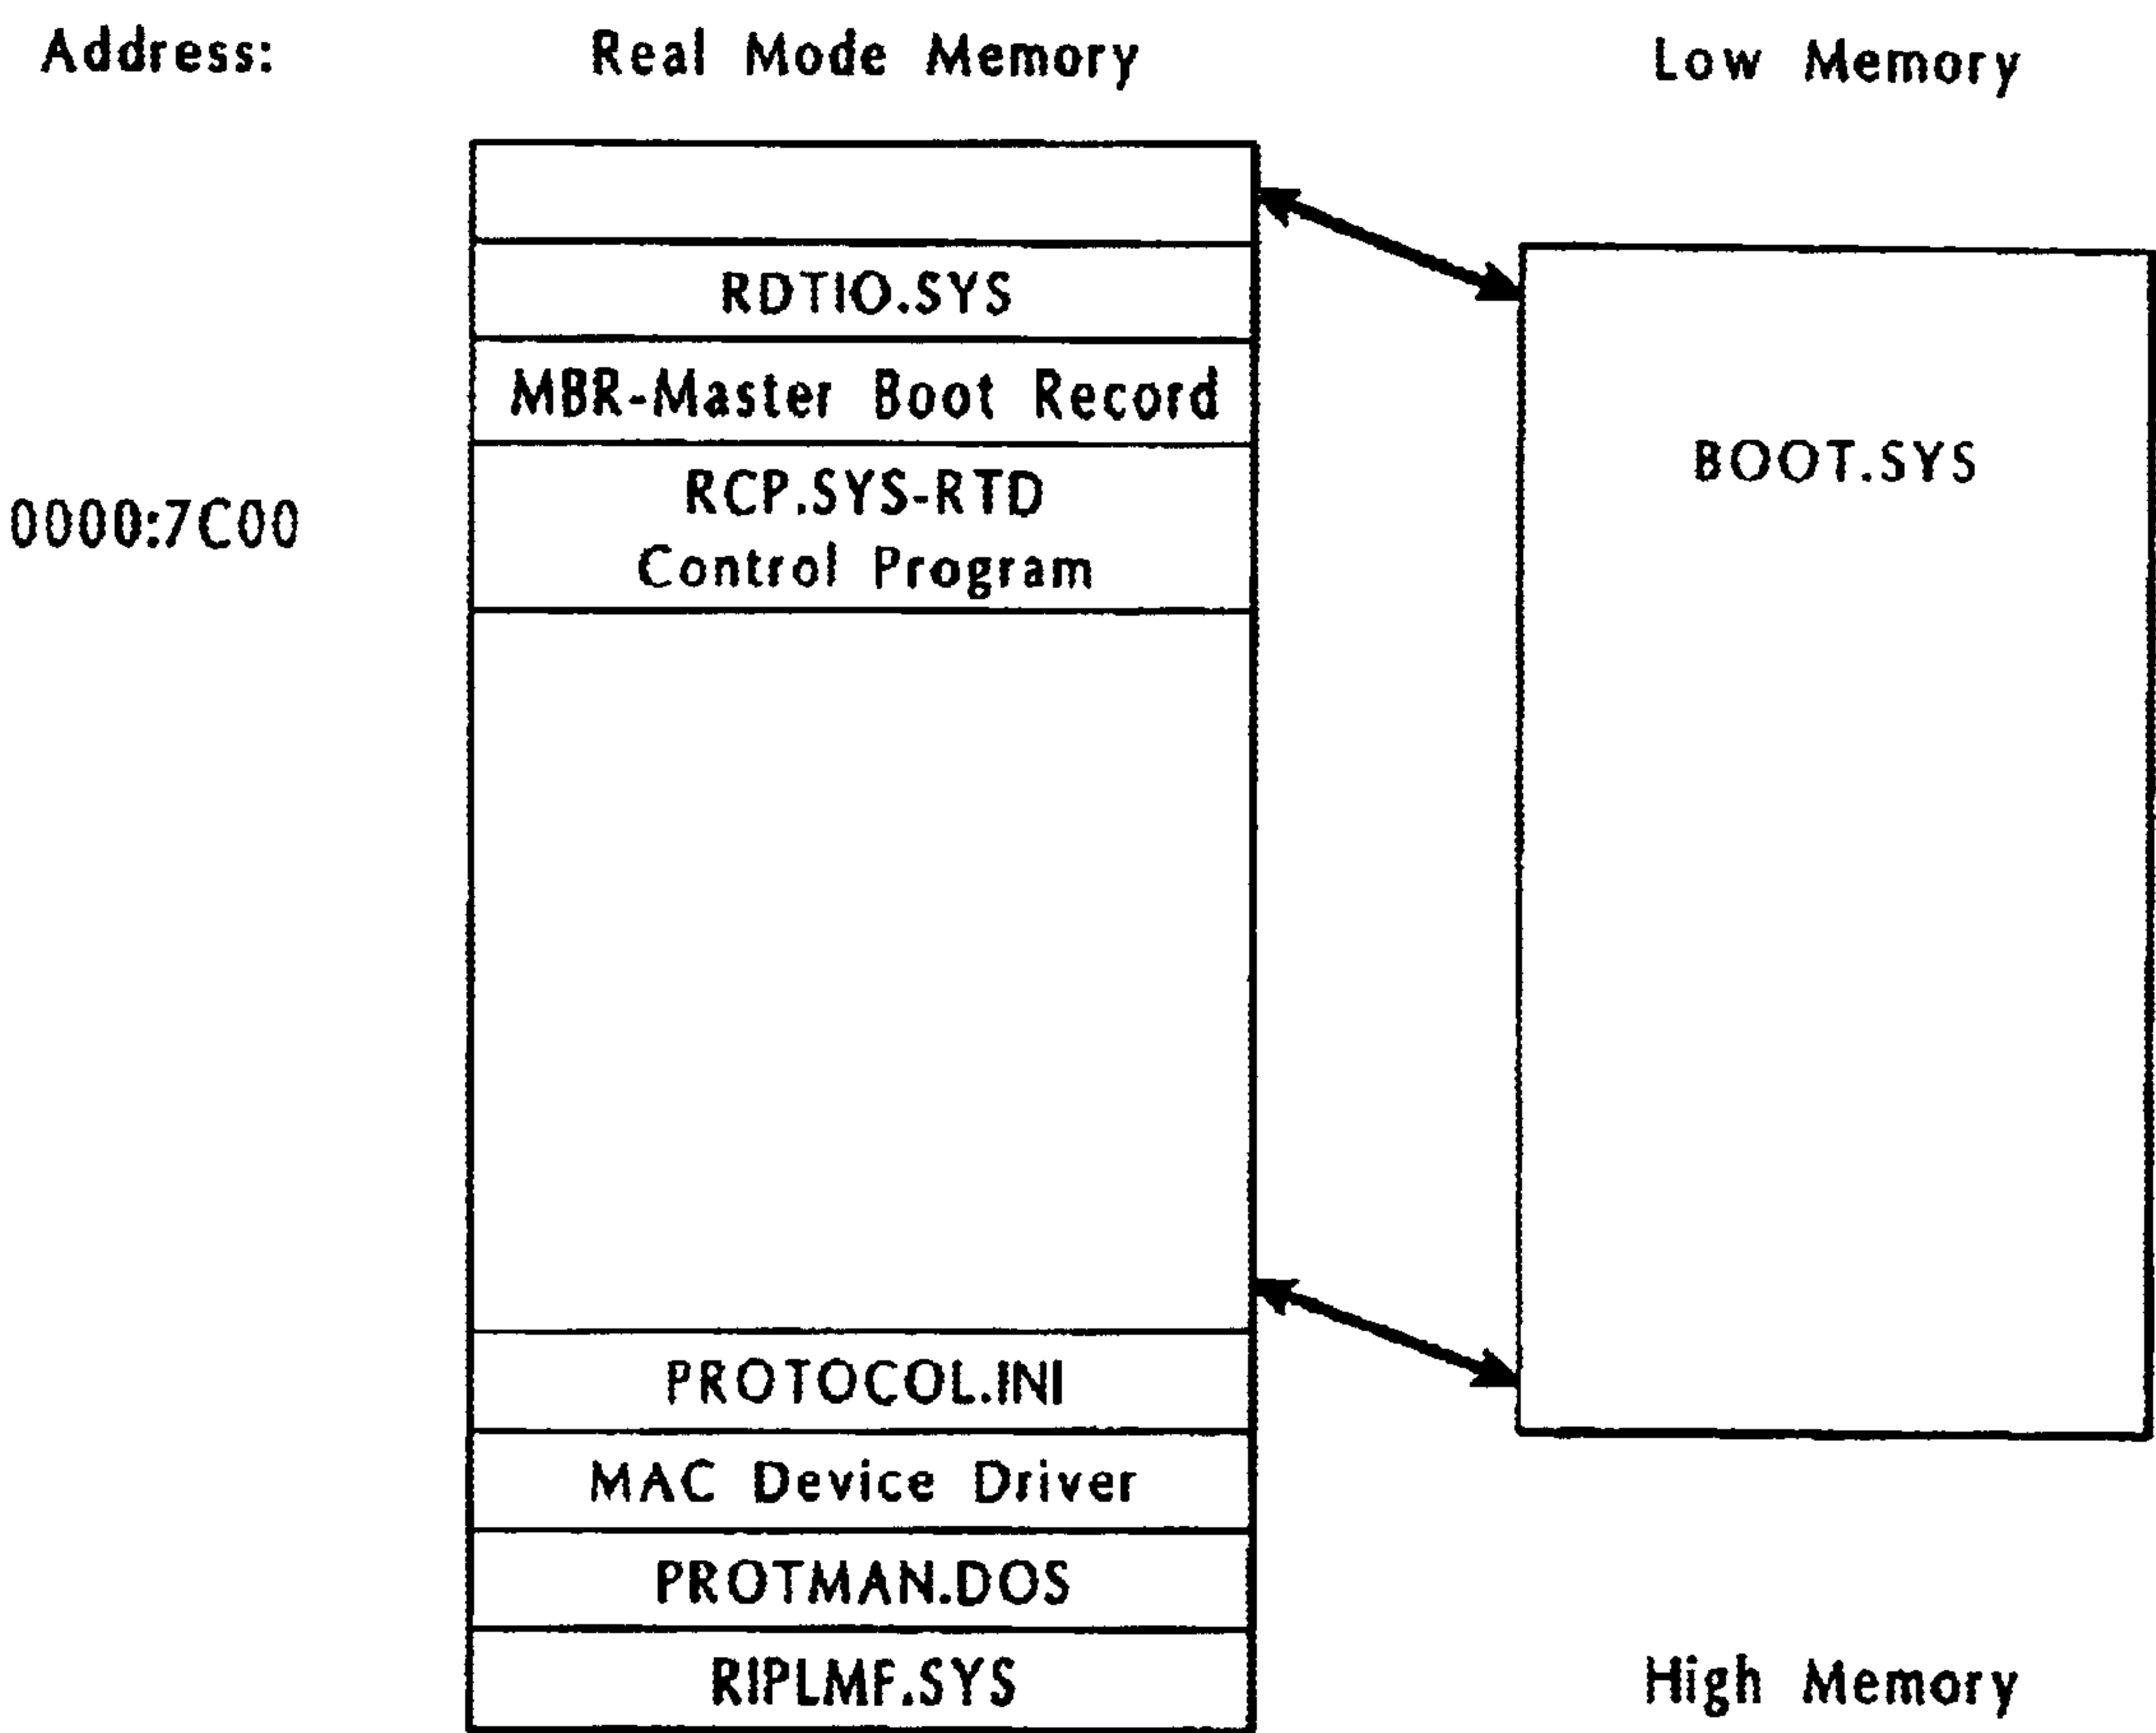 Address:
Real Mode Memory
Low Memory
RDTIO.SYS
MBR-Master Boot Record
BOOT.SYS
0000:7C00
RCP.SYS-RTD
Control Program
PROTOCOL.INI
MAC Device Driver
PROTMAN.DOS
RIPLMF.SYS
High Memory